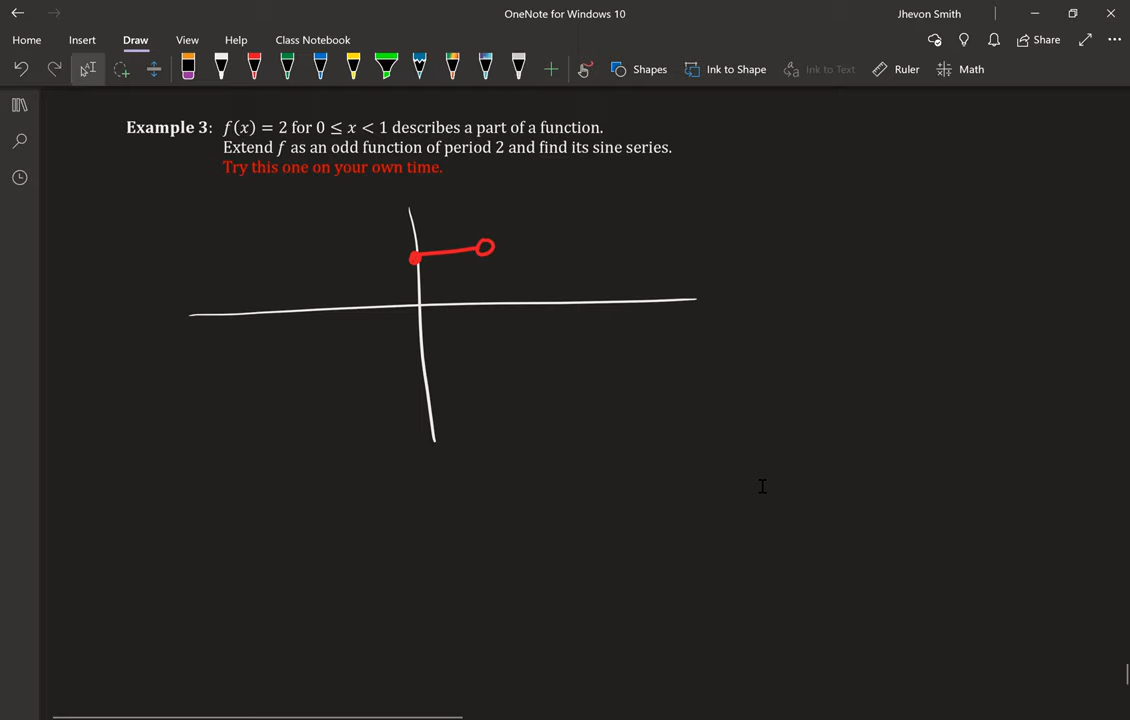 OneNote for Windows 10
Jhevon Smith
Home Insert Draw View Help Class Notebook
Share
Shapes
Ink to Shape
Ink to Text
Ruler
Math
Example 3: f(x) = 2 for 0 ≤ x < 1 describes a part of a function.
Extend f as an odd function of period 2 and find its sine series.
Try this one on your own time.